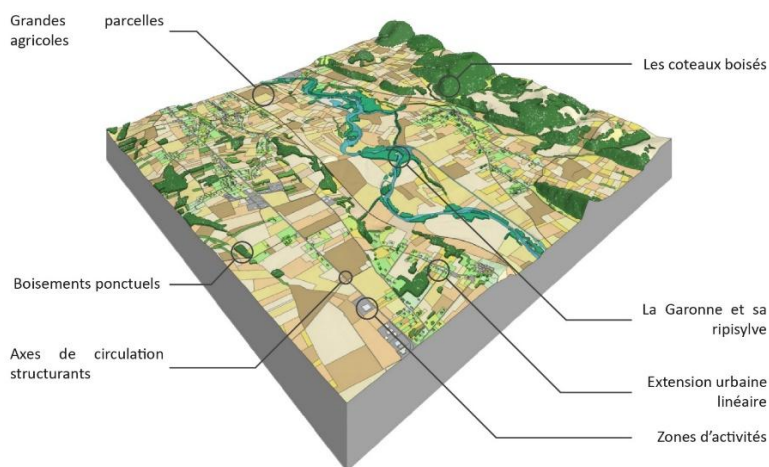 Grandes parcelles
agricoles
Les coteaux boisés
Boisements ponctuels
La Garonne et sa
ripisylve
Axes de circulation
structurants
Extension urbaine
linéaire
Zones d'activités